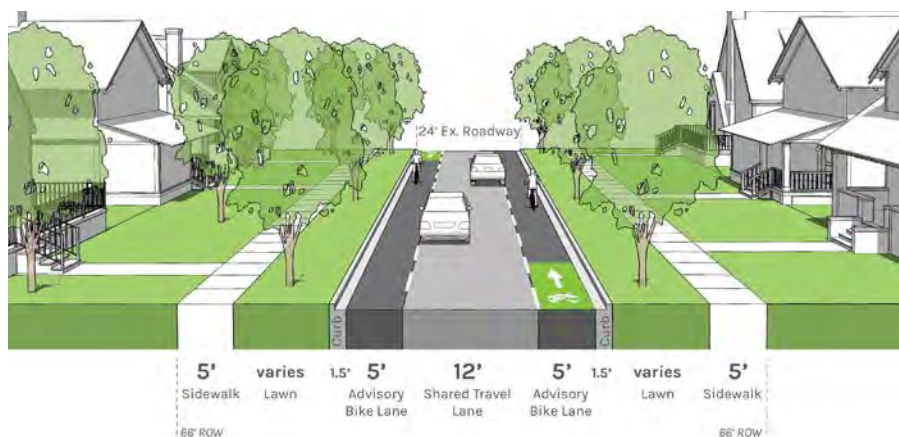 24' Ex. Roadway
Curb
Curb
5' varies 1.5' 5' 12' 5' 1.5' varies 5'
Sidewalk Lawn Advisory Shared Travel Advisory Lawn Sidewalk
Bike Lane Lane Bike Lane
66' ROW 66' ROW